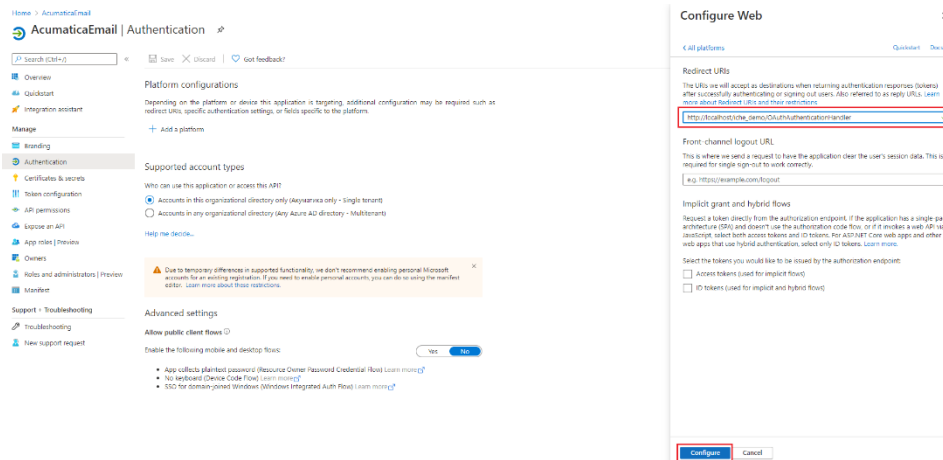 Home > AcumaticaEmail
AcumaticaEmail | Authentication
Search (Ctrl+/)
«
Save
Discard
Got feedback?
Overview
Quickstart
Integration assistant
Manage
Branding
Authentication
Certificates & secrets
Token configuration
API permissions
Expose an API
App roles | Preview
Owners
Roles and administrators | Preview
Manifest
Support + Troubleshooting
Troubleshooting
New support request
Platform configurations
Depending on the platform or device this application is targeting, additional configuration may be required such as
redirect URIs, specific authentication settings, or fields specific to the platform.
+ Add a platform
Supported account types
Who can use this application or access this API?
Accounts in this organizational directory only (Акуматика only - Single tenant)
Accounts in any organizational directory (Any Azure AD directory - Multitenant)
Help me decide...
Due to temporary differences in supported functionality, we don't recommend enabling personal Microsoft
accounts for an existing registration. If you need to enable personal accounts, you can do so using the manifest
editor. Learn more about these restrictions.
Advanced settings
Allow public client flows
Enable the following mobile and desktop flows:
Yes
No
• App collects plaintext password (Resource Owner Password Credential Flow) Learn more
• No keyboard (Device Code Flow) Learn more
• SSO for domain-joined Windows (Windows Integrated Auth Flow) Learn more
Configure Web
< All platforms
Quickstart
Redirect URIs
The URIs we will accept as destinations when returning authentication responses (tokens)
after successfully authenticating or signing out users. Also referred to as reply URLs. Learn
more about Redirect URIs and their restrictions
http://localhost/iche_demo/OAuthAuthenticationHandler
Front-channel logout URL
This is where we send a request to have the application clear the user's session data. This is
required for single sign-out to work correctly.
e.g. https://example.com/logout
Implicit grant and hybrid flows
Request a token directly from the authorization endpoint. If the application has a single-pa
architecture (SPA) and doesn't use the authorization code flow, or if it invokes a web API via
JavaScript, select both access tokens and ID tokens. For ASP.NET Core web apps and other
web apps that use hybrid authentication, select only ID tokens. Learn more.
Select the tokens you would like to be issued by the authorization endpoint:
Access tokens (used for implicit flows)
ID tokens (used for implicit and hybrid flows)
Configure
Cancel